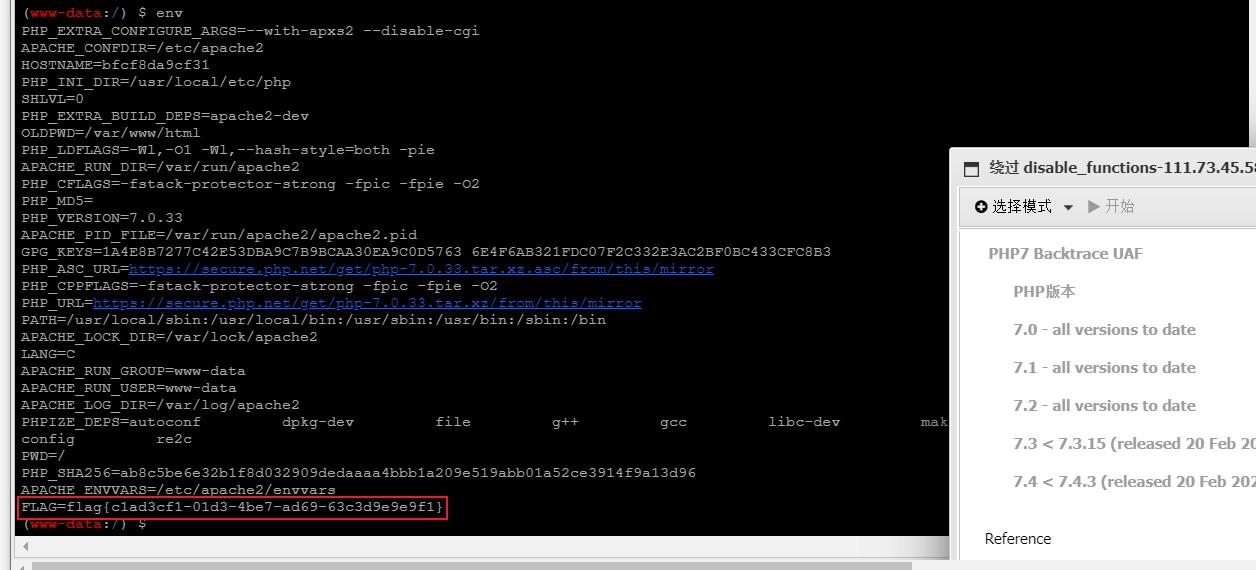 (www-data:/) $ env
PHP_EXTRA_CONFIGURE_ARGS=--with-apxs2 --disable-cgi
APACHE_CONFDIR=/etc/apache2
HOSTNAME=bfcf8da9cf31
PHP_INI_DIR=/usr/local/etc/php
SHLVL=0
PHP_EXTRA_BUILD_DEPS=apache2-dev
OLDPWD=/var/www/html
PHP_LDFLAGS=-Wl,-O1 -Wl,--hash-style=both -pie
APACHE_RUN_DIR=/var/run/apache2
PHP_CFLAGS=-fstack-protector-strong -fpic -fpie -O2
PHP_MD5=
PHP_VERSION=7.0.33
APACHE_PID_FILE=/var/run/apache2/apache2.pid
GPG_KEYS=1A4E8B7277C42E53DBA9C7B9BCAA30EA9C0D5763 6E4F6AB321FDC07F2C332E3AC2BF0BC433CFC8B3
PHP_ASC_URL=https://secure.php.net/get/php-7.0.33.tar.xz.asc/from/this/mirror
PHP_CPPFLAGS=-fstack-protector-strong -fpic -fpie -O2
PHP_URL=https://secure.php.net/get/php-7.0.33.tar.xz/from/this/mirror
PATH=/usr/local/sbin:/usr/local/bin:/usr/sbin:/usr/bin:/sbin:/bin
APACHE_LOCK_DIR=/var/lock/apache2
LANG=C
APACHE_RUN_GROUP=www-data
APACHE_RUN_USER=www-data
APACHE_LOG_DIR=/var/log/apache2
PHPIZE_DEPS=autoconf dpkg-dev file g++ gcc libc-dev mak
config re2c
PWD=/
PHP_SHA256=ab8c5be6e32b1f8d032909dedaaaa4bbb1a209e519abb01a52ce3914f9a13d96
APACHE_ENVVARS=/etc/apache2/envvars
FLAG=flag{c1ad3cf1-01d3-4be7-ad69-63c3d9e9e9f1}
(www-data:/) $
绕过 disable_functions-111.73.45.58
选择模式 开始
PHP7 Backtrace UAF
PHP版本
7.0 - all versions to date
7.1 - all versions to date
7.2 - all versions to date
7.3 < 7.3.15 (released 20 Feb 20
7.4 < 7.4.3 (released 20 Feb 202
Reference